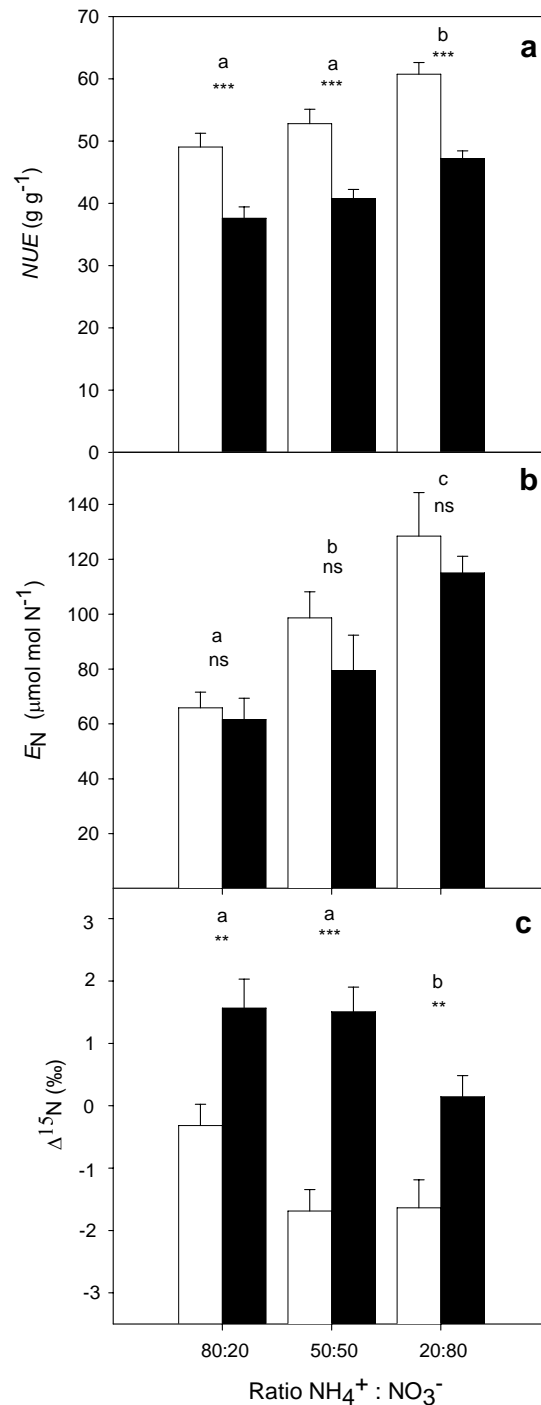 70
60
50
40
30
20
10
0
NUE (g g⁻¹)
a
***
a
***
b
***
a
140
120
100
80
60
40
20
E_N (μmol mol N⁻¹)
a
ns
b
ns
c
ns
b
3
2
1
0
-1
-2
-3
Δ¹⁵N (‰)
a
**
a
***
b
**
c
80:20
50:50
20:80
Ratio NH₄⁺ : NO₃⁻